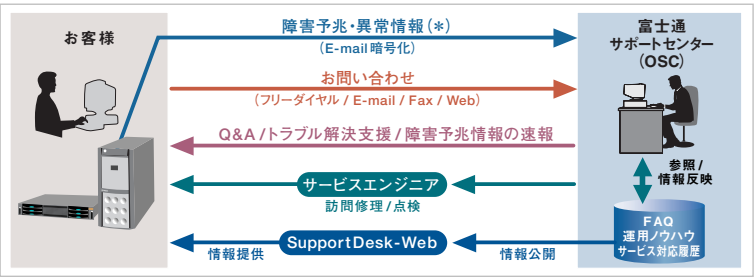 お客様
障害予兆・異常情報(*)
(E-mail暗号化)
お問い合わせ
(フリーダイヤル / E-mail / Fax / Web)
Q&A /トラブル解決支援 / 障害予兆情報の速報
サービスエンジニア
訪問修理/点検
SupportDesk-Web
情報提供
情報公開
富士通
サポートセンター
(OSC)
参照/
情報反映
FAQ
運用ノウハウ
サービス対応履歴